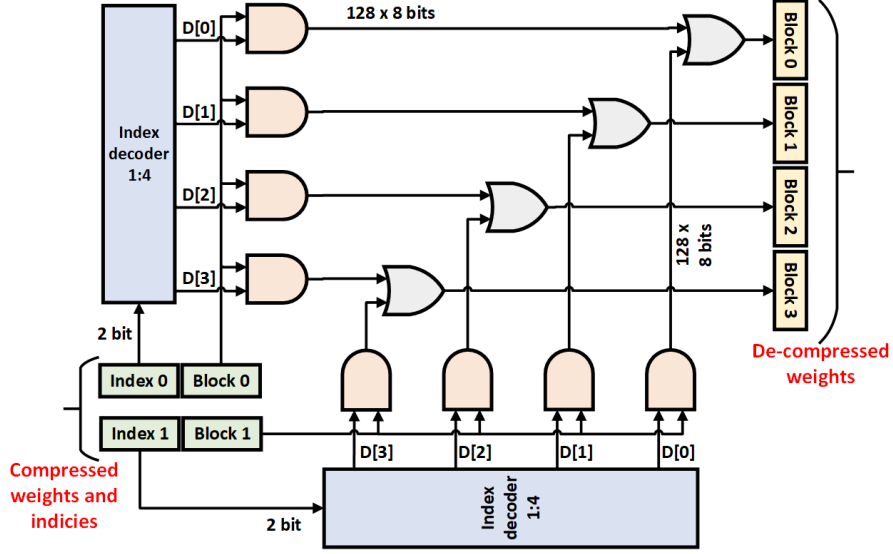 D[0]
128 x 8 bits
Block 0
D[1]
Block 1
Index
decoder
1:4
D[2]
Block 2
128 x
8 bits
D[3]
Block 3
2 bit
De-compressed
weights
Index 0
Block 0
Index 1
Block 1
Compressed
weights and
indicies
D[3]
D[2]
D[1]
D[0]
2 bit
Index
decoder
1:4